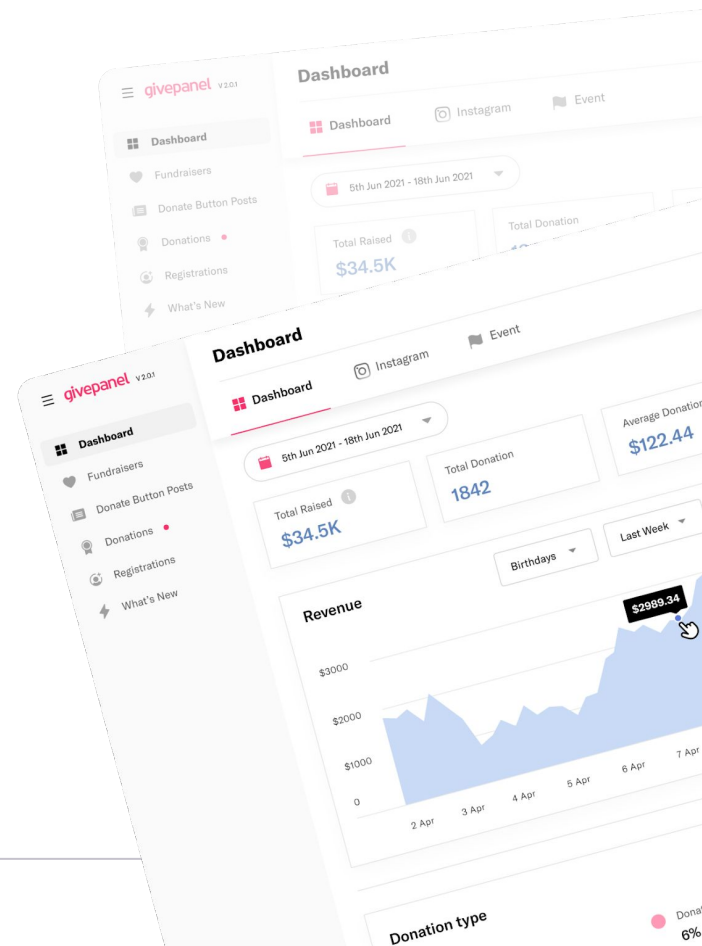 Dashboard
givepanel V 2.0.1
Dashboard
Instagram
Event
Dashboard
Fundraisers
5th Jun 2021 - 18th Jun 2021
Donate Button Posts
Donations
Total Raised
Total Donation
$34.5K
Registrations
What's New
Dashboard
givepanel V 2.0.1
Dashboard
Instagram
Event
Dashboard
Fundraisers
Donate Button Posts
Donations
Registrations
What's New
5th Jun 2021 - 18th Jun 2021
Total Raised
$34.5K
Total Donation
1842
Average Donation
$122.44
Revenue
Birthdays
Last Week
$2989.34
$3000
$2000
$1000
0
2 Apr
3 Apr
4 Apr
5 Apr
6 Apr
7 Apr
Donation type
6%